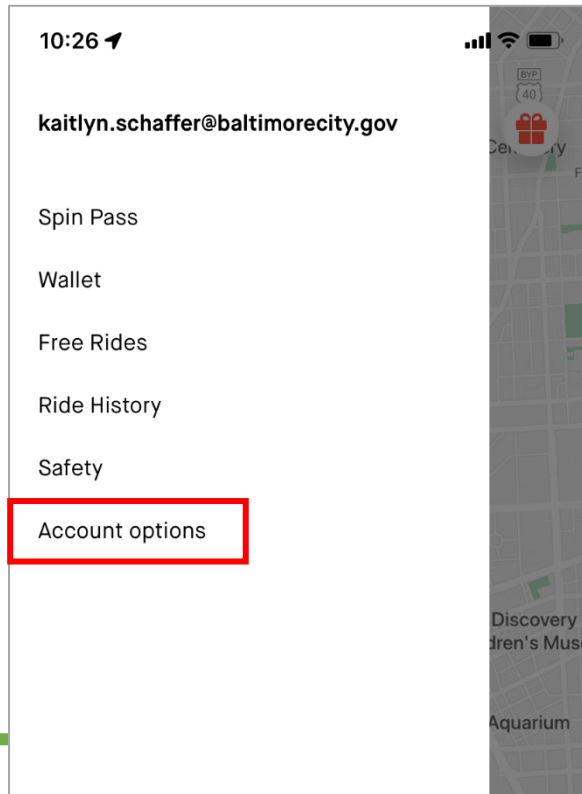 10:26
kaitlyn.schaffer@baltimorecity.gov
BYP
40
Spin Pass
Wallet
Free Rides
Ride History
Safety
Account options
Discovery
dren's Mus
Aquarium